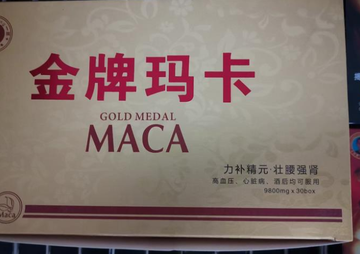 金牌玛卡
GOLD MEDAL
MACA
力补精元·壮腰强肾
高血压、心脏病、酒后均可服用
9800mg x 30box